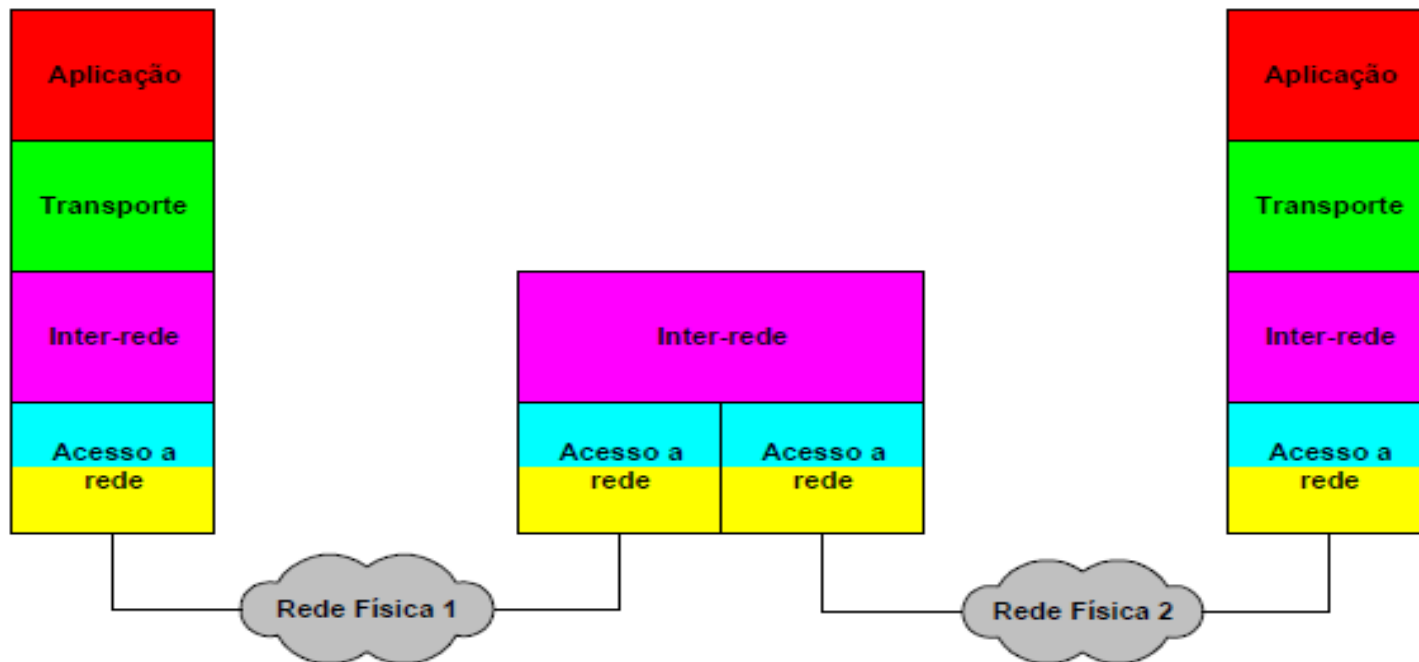 Aplicação
Aplicação
Transporte
Transporte
Inter-rede
Inter-rede
Inter-rede
Acesso a
rede
Acesso a
rede
Acesso a
rede
Acesso a
rede
Rede Física 1
Rede Física 2